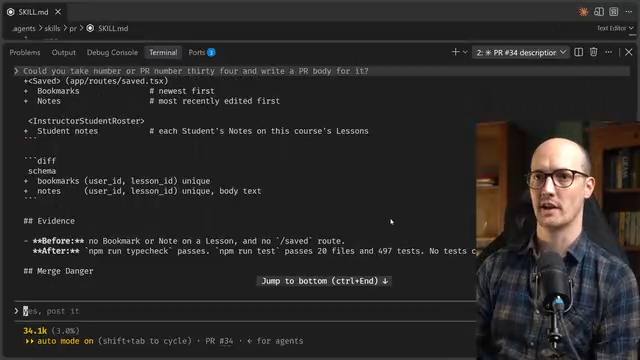 SKILL.md
.agents > skills > pr > SKILL.md
Text Editor
Problems Output Debug Console Terminal Ports 3
2: ✳ PR #34 description
> Could you take number or PR number thirty four and write a PR body for it?
+<Saved> (app/routes/saved.tsx)
+ Bookmarks # newest first
+ Notes # most recently edited first
<InstructorStudentRoster>
+ Student notes # each Student's Notes on this course's Lessons
```
```diff
schema
+ bookmarks (user_id, lesson_id) unique
+ notes (user_id, lesson_id) unique, body text
```
## Evidence
- **Before:** no Bookmark or Note on a Lesson, and no `/saved` route.
**After:** `npm run typecheck` passes. `npm run test` passes 20 files and 497 tests. No tests c
## Merge Danger
Jump to bottom (ctrl+End) ↓
> yes, post it
34.1k (3.0%)
⏵⏵ auto mode on (shift+tab to cycle) · PR #34 · ← for agents